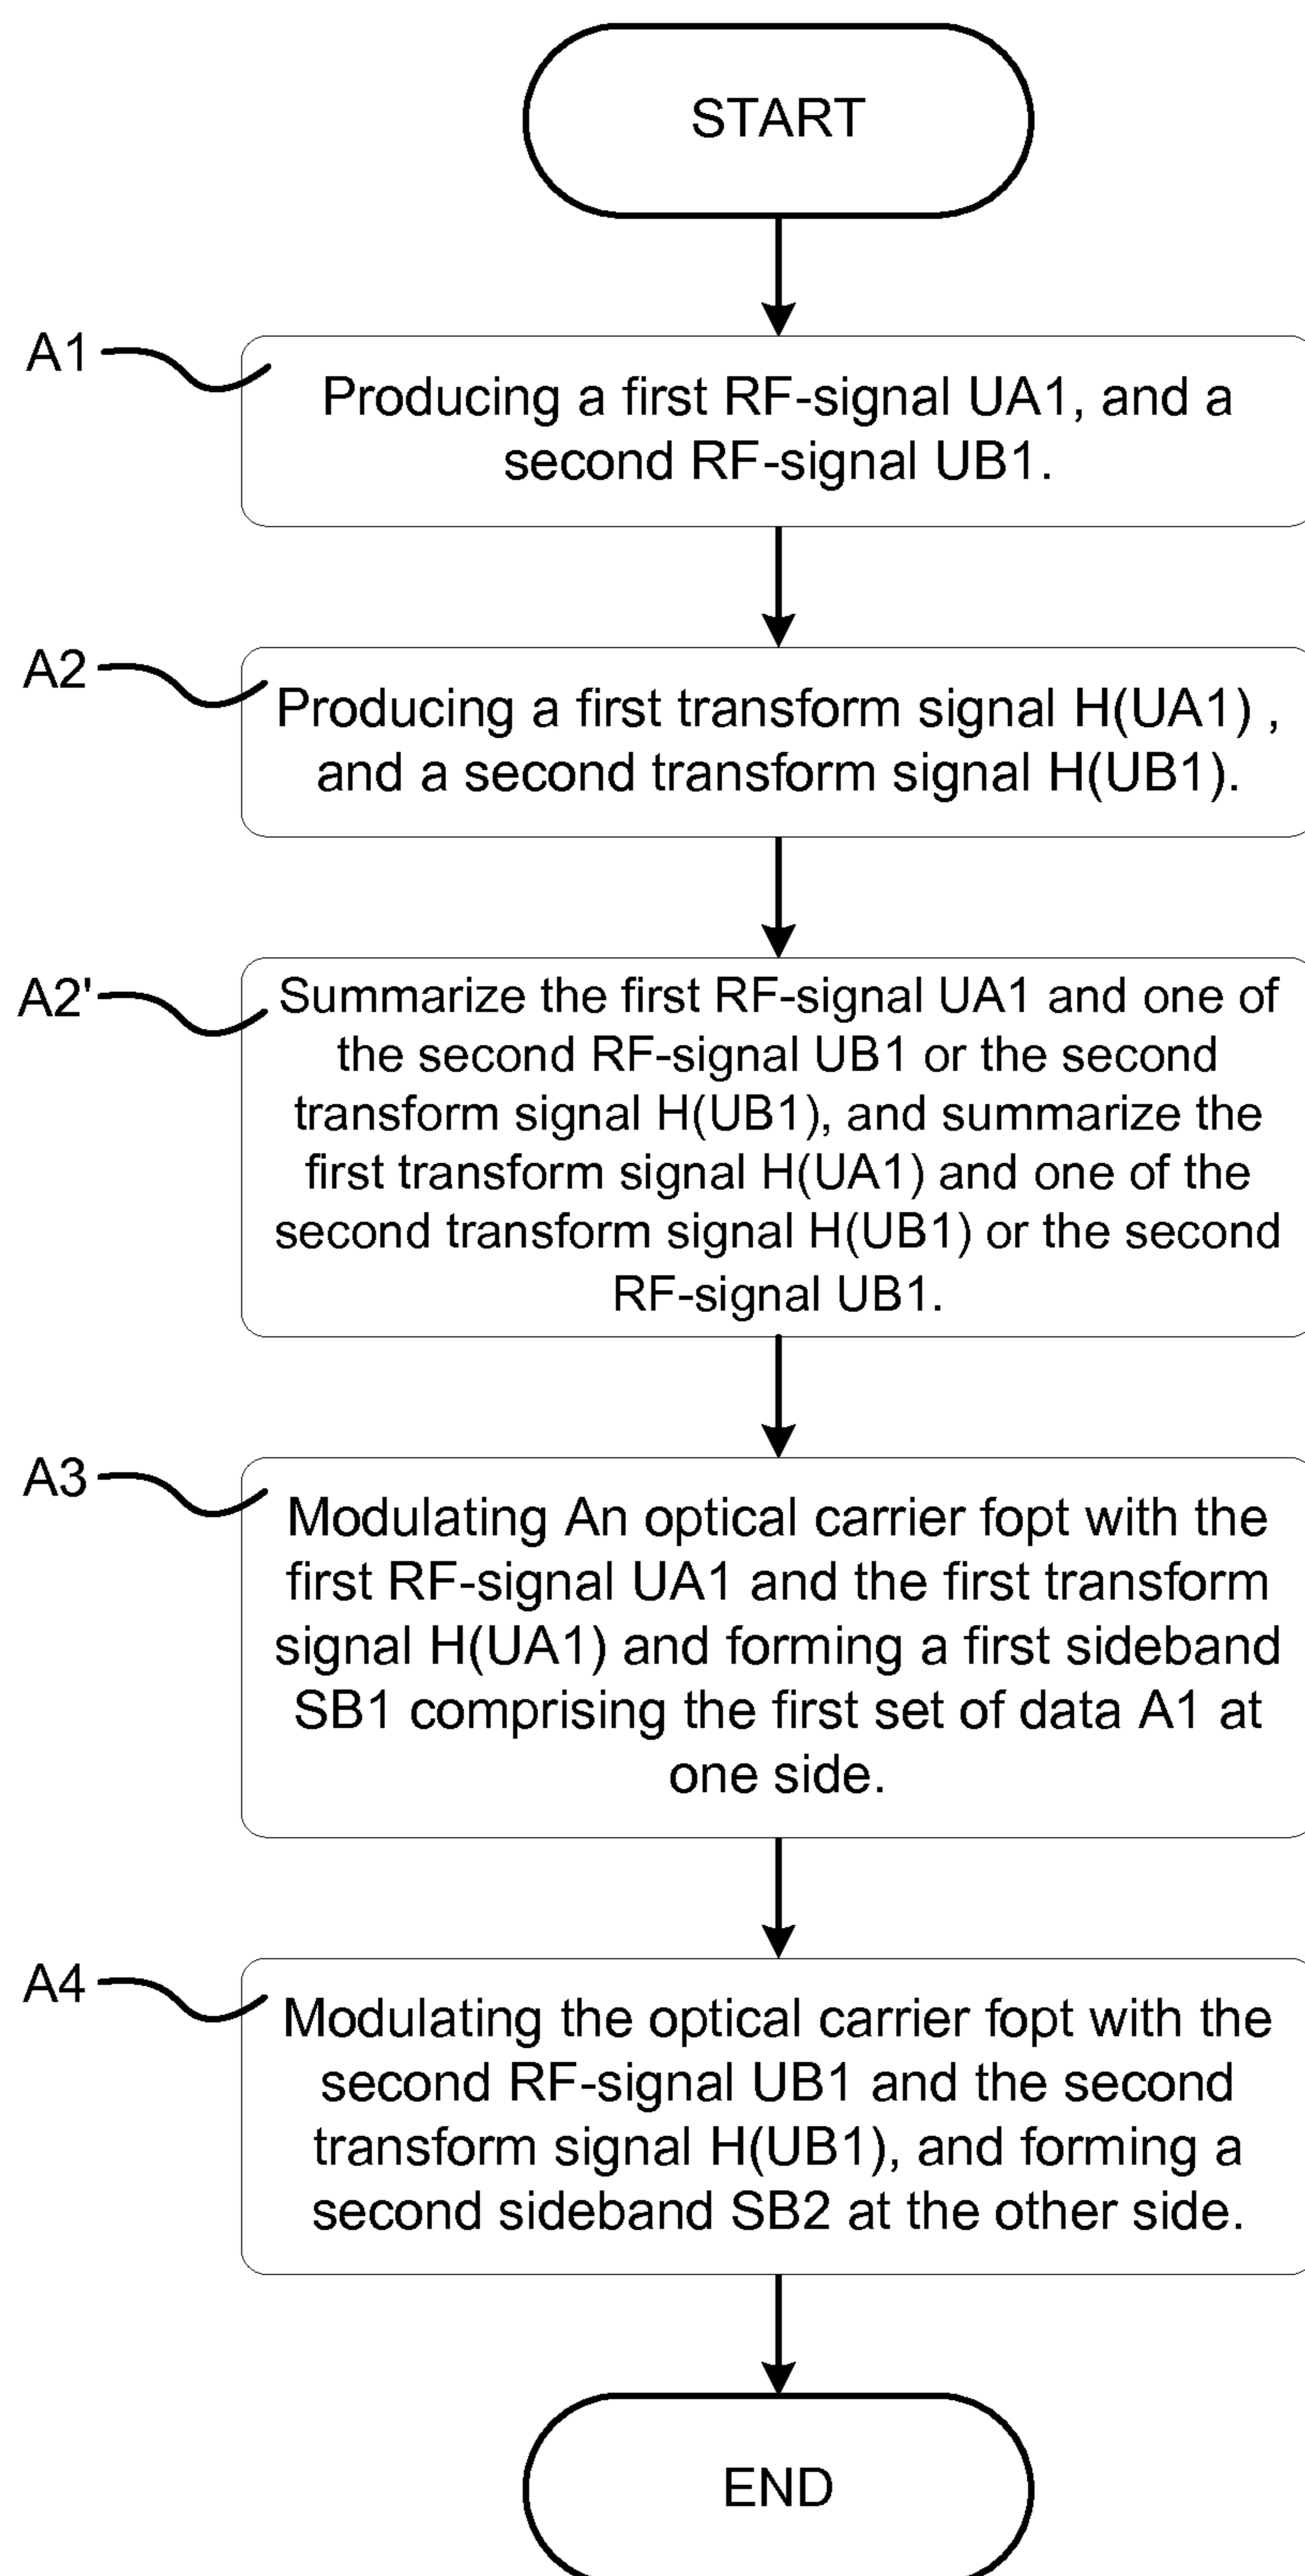 START
A1
Producing a first RF-signal UA1, and a
second RF-signal UB1.
A2
Producing a first transform signal H(UA1) ,
and a second transform signal H(UB1).
A2'
Summarize the first RF-signal UA1 and one of
the second RF-signal UB1 or the second
transform signal H(UB1), and summarize the
first transform signal H(UA1) and one of the
second transform signal H(UB1) or the second
RF-signal UB1.
A3
Modulating An optical carrier fopt with the
first RF-signal UA1 and the first transform
signal H(UA1) and forming a first sideband
SB1 comprising the first set of data A1 at
one side.
A4
Modulating the optical carrier fopt with the
second RF-signal UB1 and the second
transform signal H(UB1), and forming a
second sideband SB2 at the other side.
END